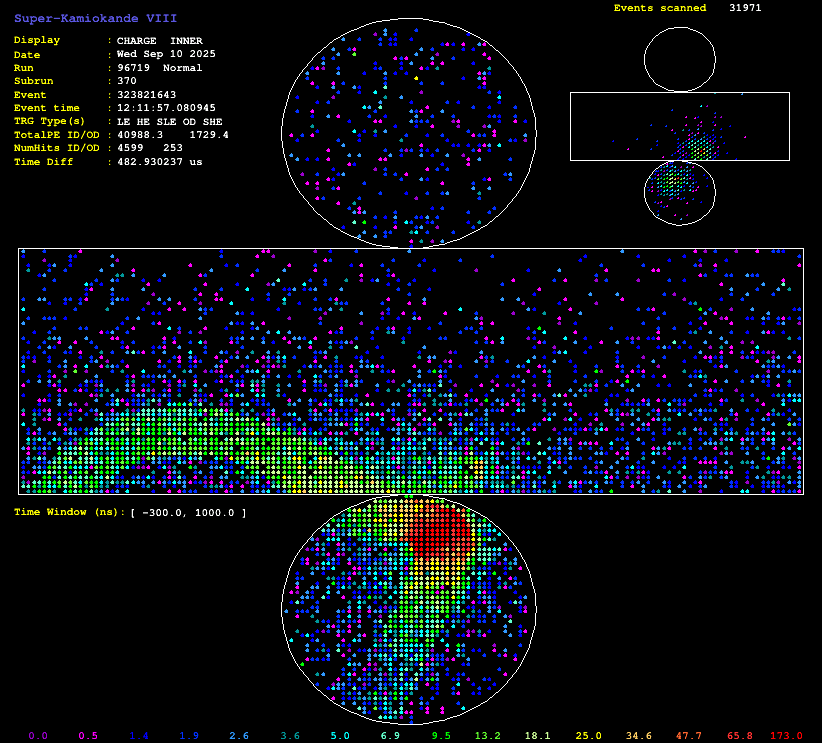 Super-Kamiokande VIII
Events scanned 31971
Display : CHARGE INNER
Date : Wed Sep 10 2025
Run : 96719 Normal
Subrun : 370
Event : 323821643
Event time : 12:11:57.080945
TRG Type(s) : LE HE SLE OD SHE
TotalPE ID/OD : 40988.3 1729.4
NumHits ID/OD : 4599 253
Time Diff : 482.930237 us
Time Window (ns): [ -300.0, 1000.0 ]
0.0 0.5 1.4 1.9 2.6 3.6 5.0 6.9 9.5 13.2 18.1 25.0 34.6 47.7 65.8 173.0